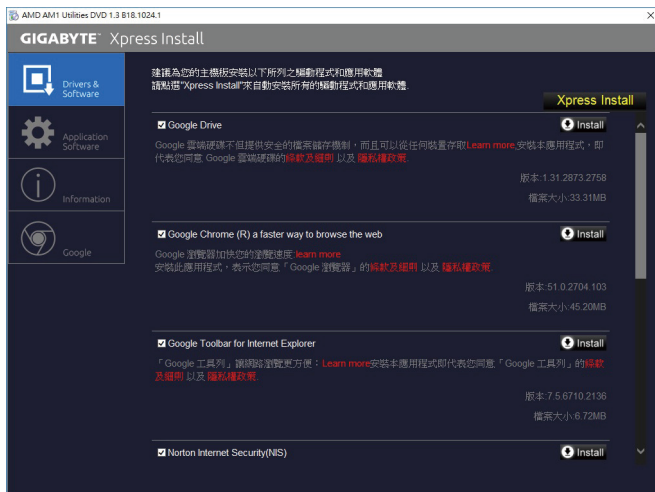 AMD AM1 Utilities DVD 1.3 B18.1024.1
GIGABYTE™ Xpress Install
Drivers &
Software
Application
Software
Information
Google
建議為您的主機板安裝以下所列之驅動程式和應用軟體
請點選"Xpress Install"來自動安裝所有的驅動程式和應用軟體.
Xpress Install
Google Drive
Install
Google 雲端硬碟不但提供安全的檔案儲存機制，而且可以從任何裝置存取Learn more,安裝本應用程式，即
代表您同意 Google 雲端硬碟的條款及細則 以及 隱私權政策.
版本:1.31.2873.2758
檔案大小:33.31MB
Google Chrome (R) a faster way to browse the web
Install
Google 瀏覽器加快您的瀏覽速度:learn more
安裝此應用程式，表示您同意「Google 瀏覽器」的條款及細則 以及 隱私權政策.
版本:51.0.2704.103
檔案大小:45.20MB
Google Toolbar for Internet Explorer
Install
「Google 工具列」讓網路瀏覽更方便：Learn more安裝本應用程式即代表您同意「Google 工具列」的條款
及細則 以及 隱私權政策.
版本:7.5.6710.2136
檔案大小:6.72MB
Norton Internet Security(NIS)
Install